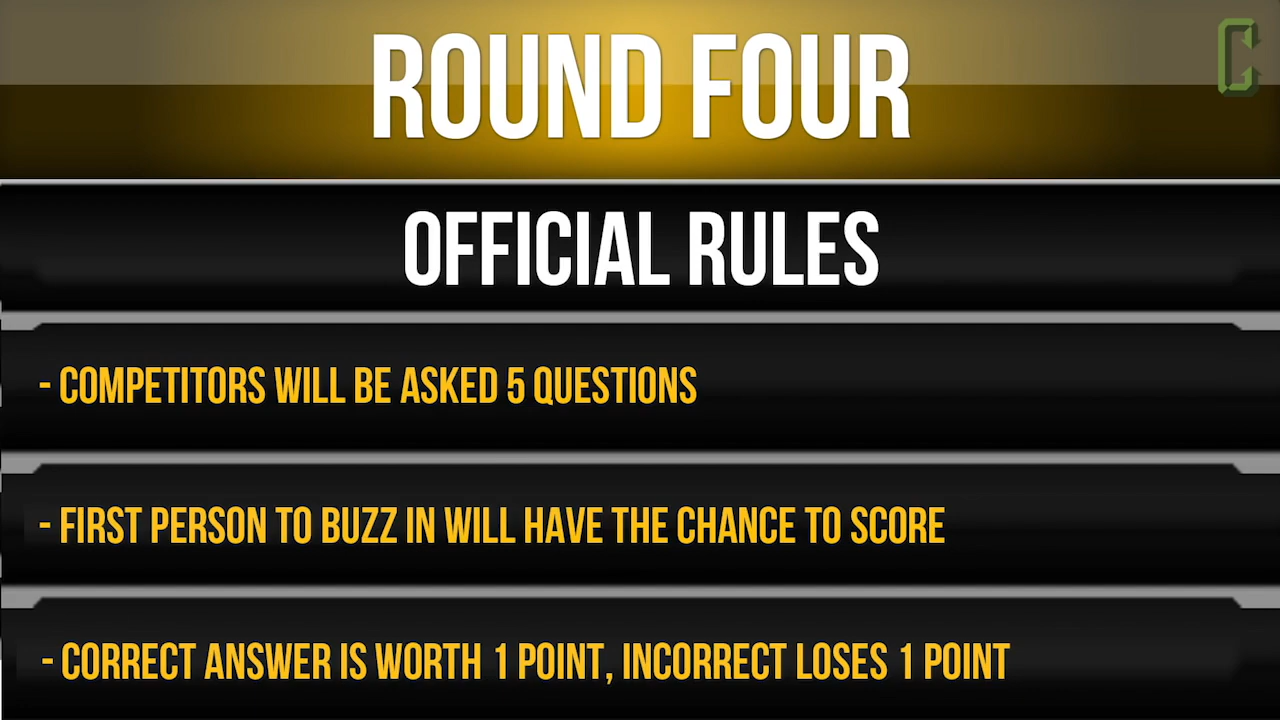 ROUND FOUR
OFFICIAL RULES
- COMPETITORS WILL BE ASKED 5 QUESTIONS
- FIRST PERSON TO BUZZ IN WILL HAVE THE CHANCE TO SCORE
- CORRECT ANSWER IS WORTH 1 POINT, INCORRECT LOSES 1 POINT